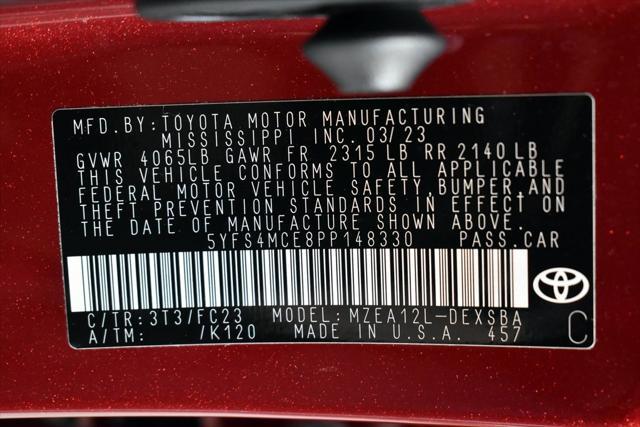 MFD.BY:TOYOTA MOTOR MANUFACTURING
MISSISSIPPI INC. 03/23
GVWR 4065LB GAWR FR 2315 LB RR 2140 LB
THIS VEHICLE CONFORMS TO ALL APPLICABLE
FEDERAL MOTOR VEHICLE SAFETY,BUMPER,AND
THEFT PREVENTION STANDARDS IN EFFECT ON
THE DATE OF MANUFACTURE SHOWN ABOVE.
5YFS4MCE8PP148330 PASS.CAR
C/TR:3T3/FC23 MODEL:MZEA12L-DEXSBA
A/TM: /K120 MADE IN U.S.A. 457 C